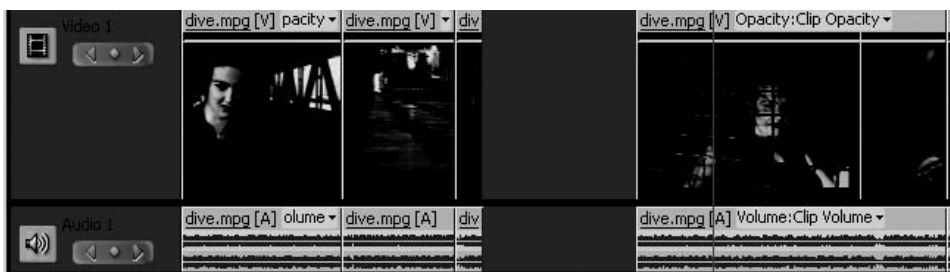 Video 1
dive.mpg [V] pacity
dive.mpg [V]
div
dive.mpg [V] Opacity:Clip Opacity
Audio 1
dive.mpg [A] olume
dive.mpg [A]
div
dive.mpg [A] Volume:Clip Volume